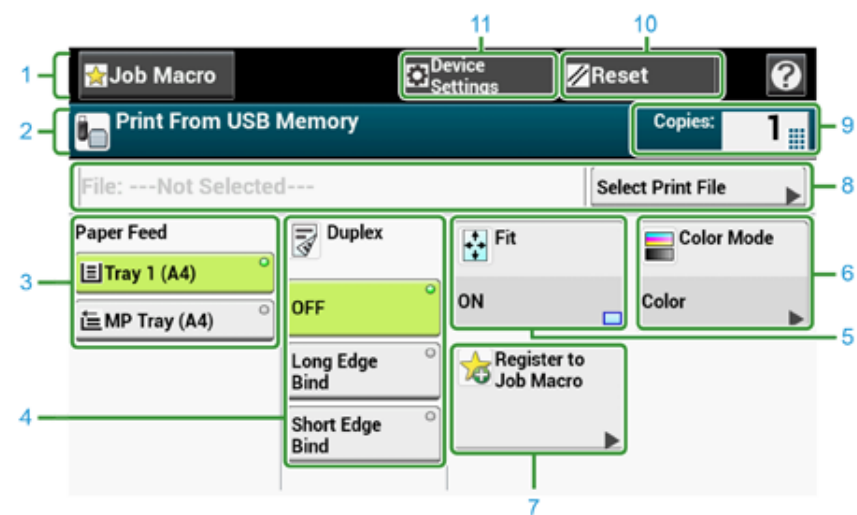 11
10
1
Job Macro
Device
Settings
Reset
?
2
Print From USB Memory
Copies:
1
9
File: ---Not Selected---
Select Print File
8
Paper Feed
Duplex
Fit
Color Mode
3
Tray 1 (A4)
6
OFF
ON
Color
MP Tray (A4)
5
Long Edge
Bind
Register to
Job Macro
4
Short Edge
Bind
7